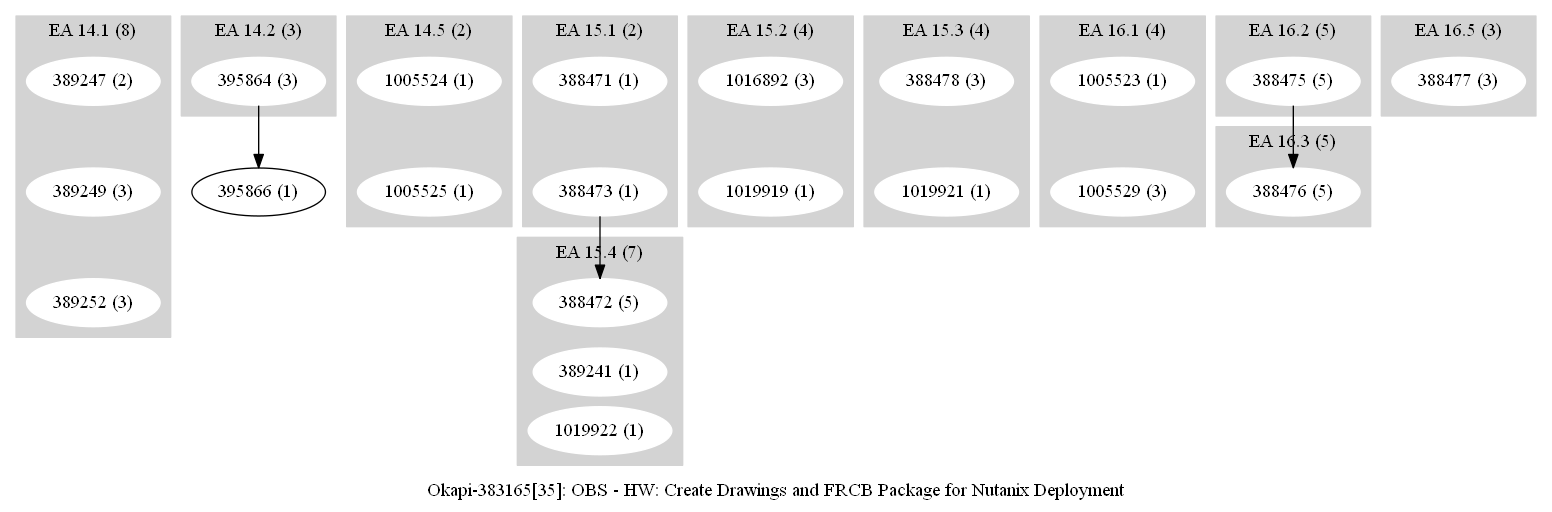 EA 14.1 (8)
389247 (2)
389249 (3)
389252 (3)
EA 14.2 (3)
395864 (3)
395866 (1)
EA 14.5 (2)
1005524 (1)
1005525 (1)
EA 15.1 (2)
388471 (1)
388473 (1)
EA 15.4 (7)
388472 (5)
389241 (1)
1019922 (1)
EA 15.2 (4)
1016892 (3)
1019919 (1)
EA 15.3 (4)
388478 (3)
1019921 (1)
EA 16.1 (4)
1005523 (1)
1005529 (3)
EA 16.2 (5)
388475 (5)
EA 16.3 (5)
388476 (5)
EA 16.5 (3)
388477 (3)
Okapi-383165[35]: OBS - HW: Create Drawings and FRCB Package for Nutanix Deployment